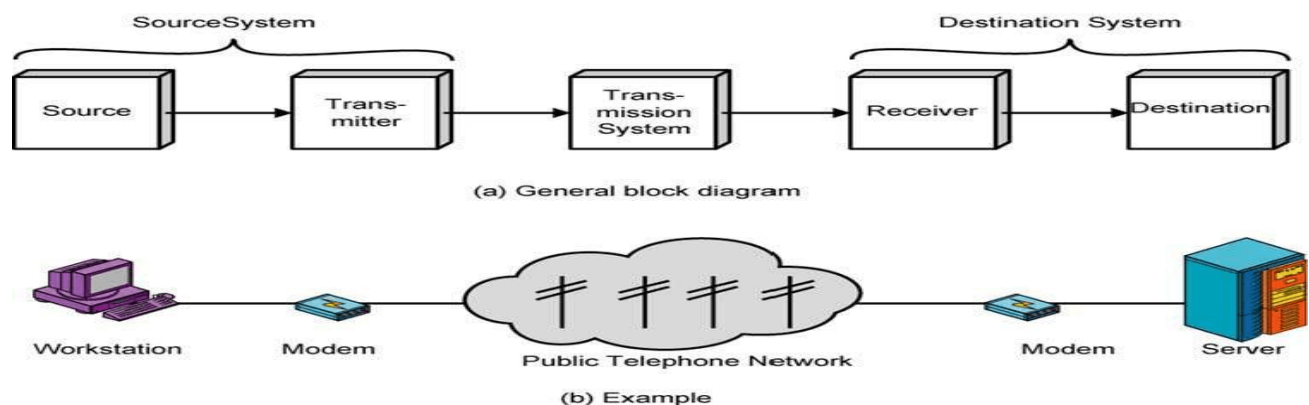 SourceSystem
Destination System
Source
Trans-
mitter
Trans-
mission
System
Receiver
Destination
(a) General block diagram
Workstation
Modem
Public Telephone Network
Modem
Server
(b) Example